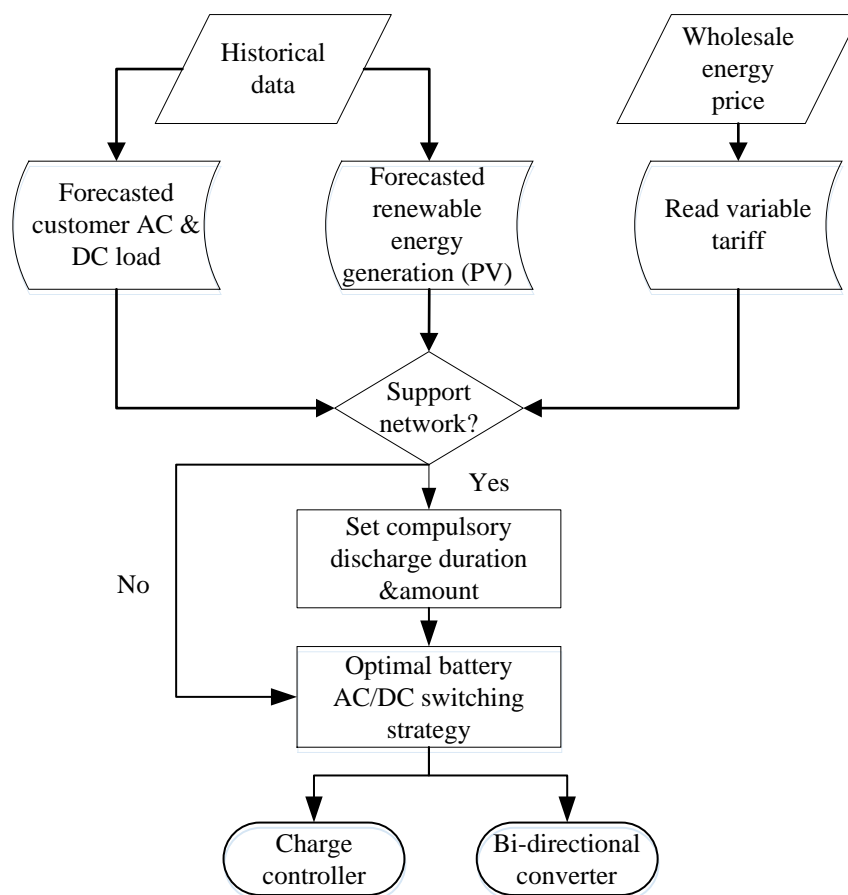 Historical
data
Wholesale
energy
price
Forecasted
customer AC &
DC load
Forecasted
renewable
energy
generation (PV)
Read variable
tariff
Support
network?
Yes
No
Set compulsory
discharge duration
&amount
Optimal battery
AC/DC switching
strategy
Charge
controller
Bi-directional
converter